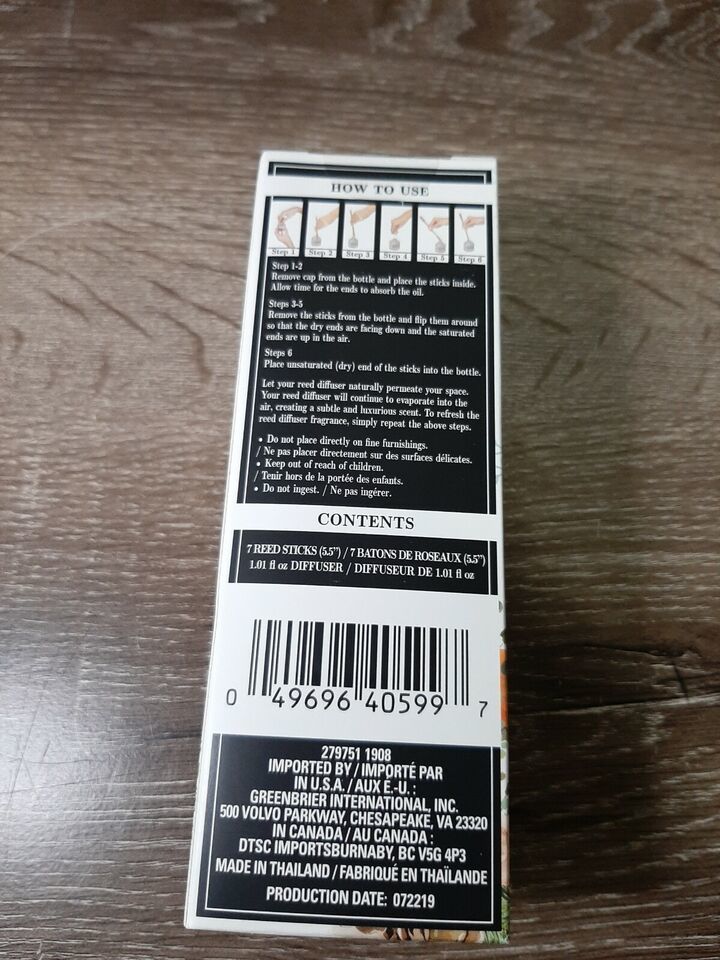 HOW TO USE
Step 1 Step 2 Step 3 Step 4 Step 5 Step 6
Step 1-2
Remove cap from the bottle and place the sticks inside.
Allow time for the ends to absorb the oil.
Steps 3-5
Remove the sticks from the bottle and flip them around
so that the dry ends are facing down and the saturated
ends are up in the air.
Steps 6
Place unsaturated (dry) end of the sticks into the bottle.
Let your reed diffuser naturally permeate your space.
Your reed diffuser will continue to evaporate into the
air, creating a subtle and luxurious scent. To refresh the
reed diffuser fragrance, simply repeat the above steps.
• Do not place directly on fine furnishings.
/ Ne pas placer directement sur des surfaces délicates.
• Keep out of reach of children.
/ Tenir hors de la portée des enfants.
• Do not ingest. / Ne pas ingérer.
CONTENTS
7 REED STICKS (5.5") / 7 BATONS DE ROSEAUX (5.5")
1.01 fl oz DIFFUSER / DIFFUSEUR DE 1.01 fl oz
0 49696 40599 7
279751 1908
IMPORTED BY / IMPORTÉ PAR
IN U.S.A. / AUX É.-U. :
GREENBRIER INTERNATIONAL, INC.
500 VOLVO PARKWAY, CHESAPEAKE, VA 23320
IN CANADA / AU CANADA :
DTSC IMPORTSBURNABY, BC V5G 4P3
MADE IN THAILAND / FABRIQUÉ EN THAÏLANDE
PRODUCTION DATE: 072219